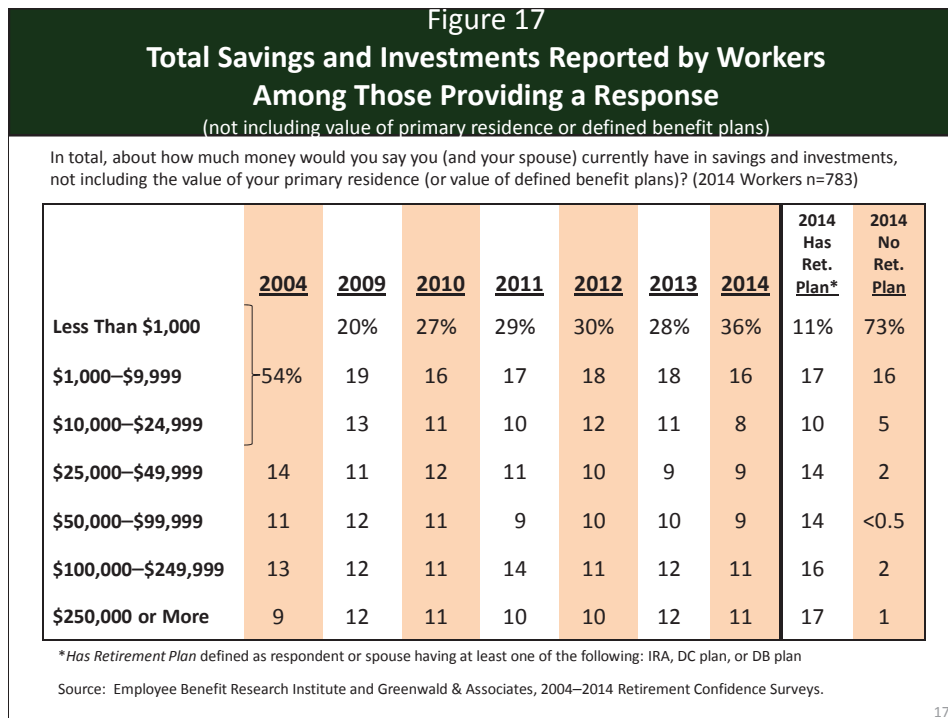 Figure 17
Total Savings and Investments Reported by Workers
Among Those Providing a Response
(not including value of primary residence or defined benefit plans)
In total, about how much money would you say you (and your spouse) currently have in savings and investments,
not including the value of your primary residence (or value of defined benefit plans)? (2014 Workers n=783)
2004 2009 2010 2011 2012 2013 2014 2014 Has Ret. Plan* 2014 No Ret. Plan
Less Than $1,000 20% 27% 29% 30% 28% 36% 11% 73%
$1,000–$9,999 54% 19 16 17 18 18 16 17 16
$10,000–$24,999 13 11 10 12 11 8 10 5
$25,000–$49,999 14 11 12 11 10 9 9 14 2
$50,000–$99,999 11 12 11 9 10 10 9 14 <0.5
$100,000–$249,999 13 12 11 14 11 12 11 16 2
$250,000 or More 9 12 11 10 10 12 11 17 1
*Has Retirement Plan defined as respondent or spouse having at least one of the following: IRA, DC plan, or DB plan
Source: Employee Benefit Research Institute and Greenwald & Associates, 2004–2014 Retirement Confidence Surveys.
17